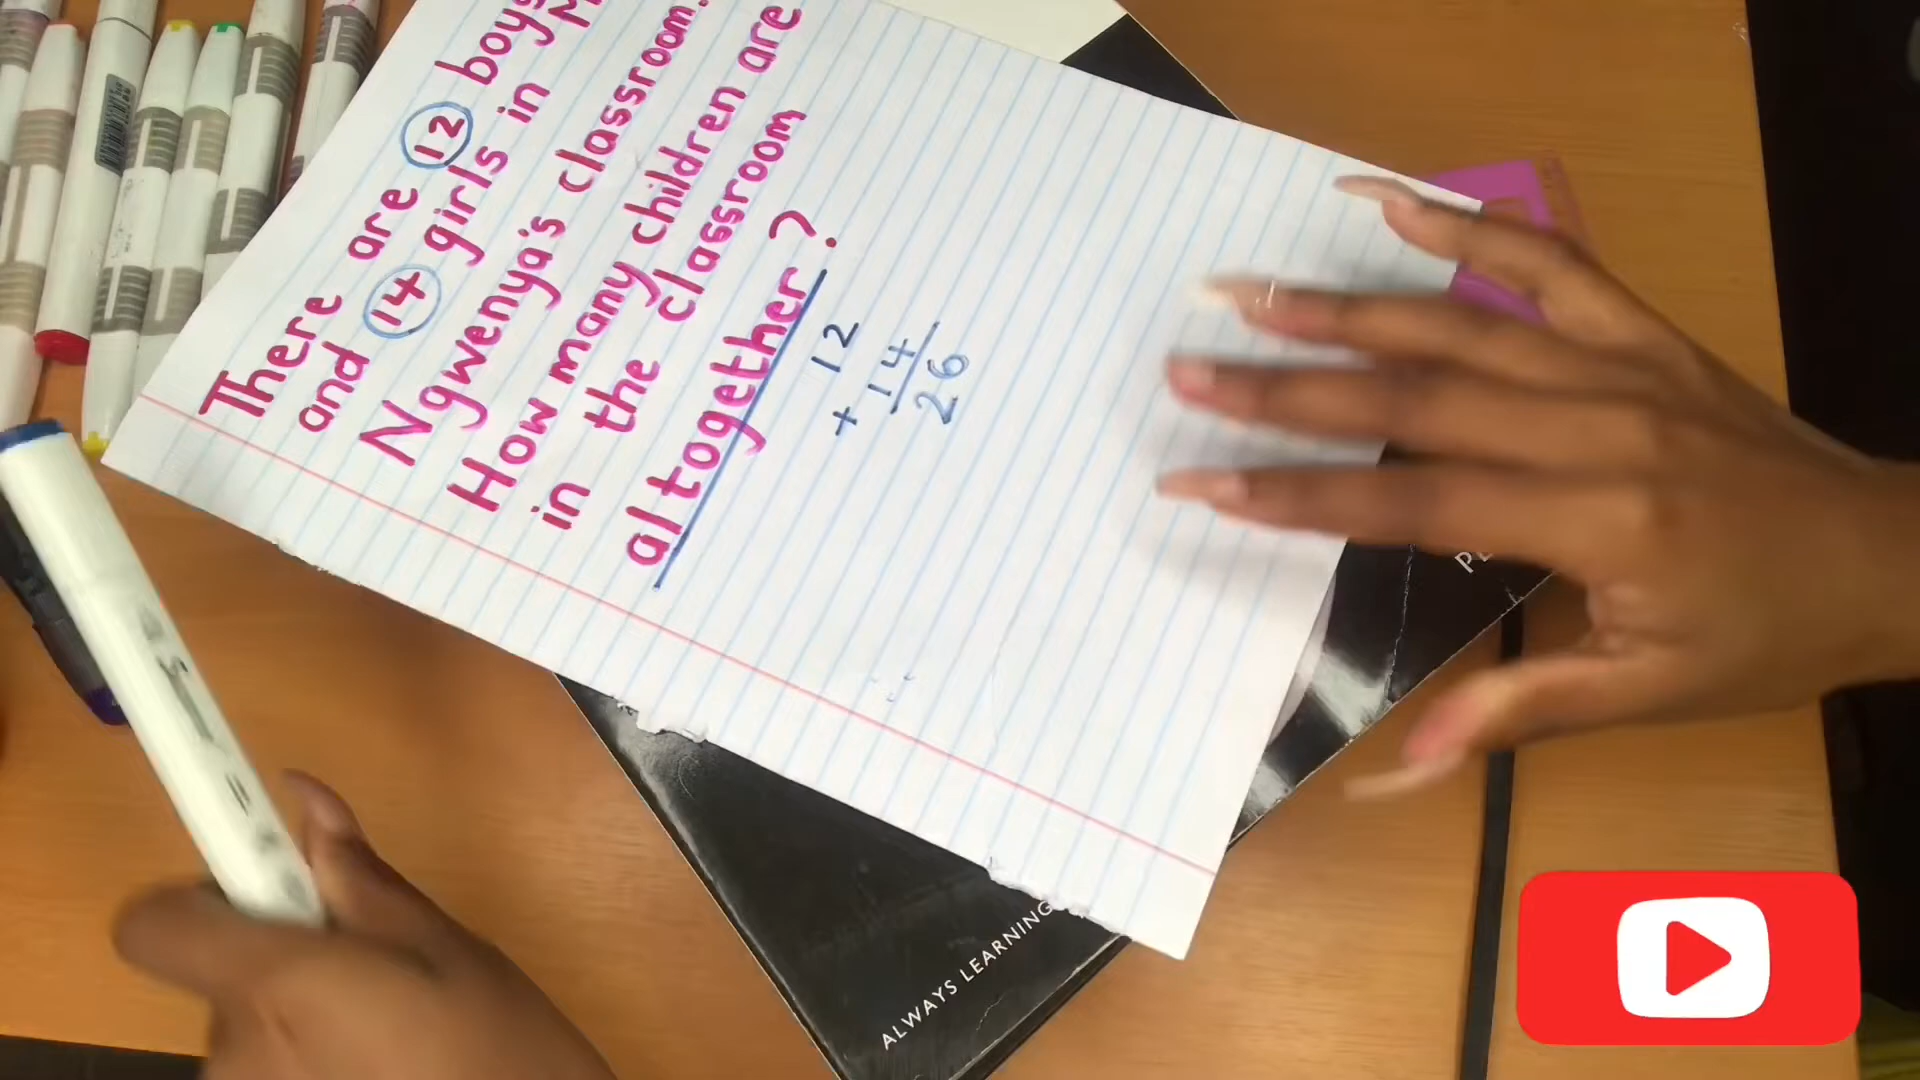 There are 12 boys
and 14 girls in M
Ngwenya's classroom.
How many children are
in the classroom
altogether?
12
+ 14
26
ALWAYS LEARNING